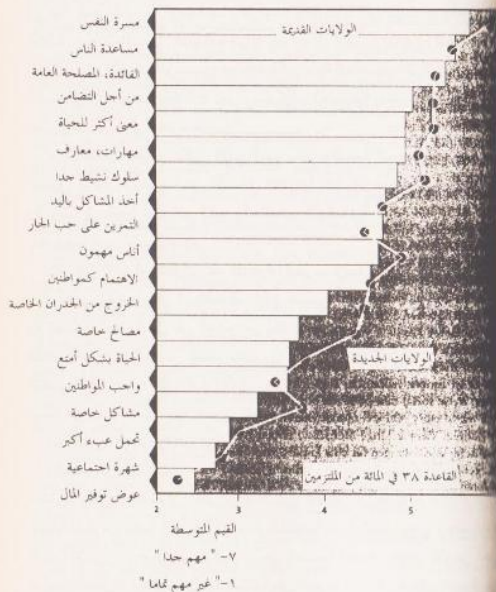 مسرة النفس
الولايات القديمة
مساعدة الناس
الفائدة، المصلحة العامة
من أجل التضامن
معنى أكثر للحياة
مهارات، معارف
سلوك نشيط جدا
أخذ المشاكل باليد
التمرين على حب الجار
أناس مهمون
الاهتمام كمواطنين
الخروج من الجدران الخاصة
مصالح خاصة
الحياة بشكل أمتع
الولايات الجديدة
واجب المواطنين
مشاكل خاصة
تحمل عبء أكبر
شهرة اجتماعية
القاعدة ٣٨ في المائة من الملتزمين
عوض توفير المال
2 3 4 5
القيم المتوسطة
٧- " مهم جدا "
١- " غير مهم تماما "